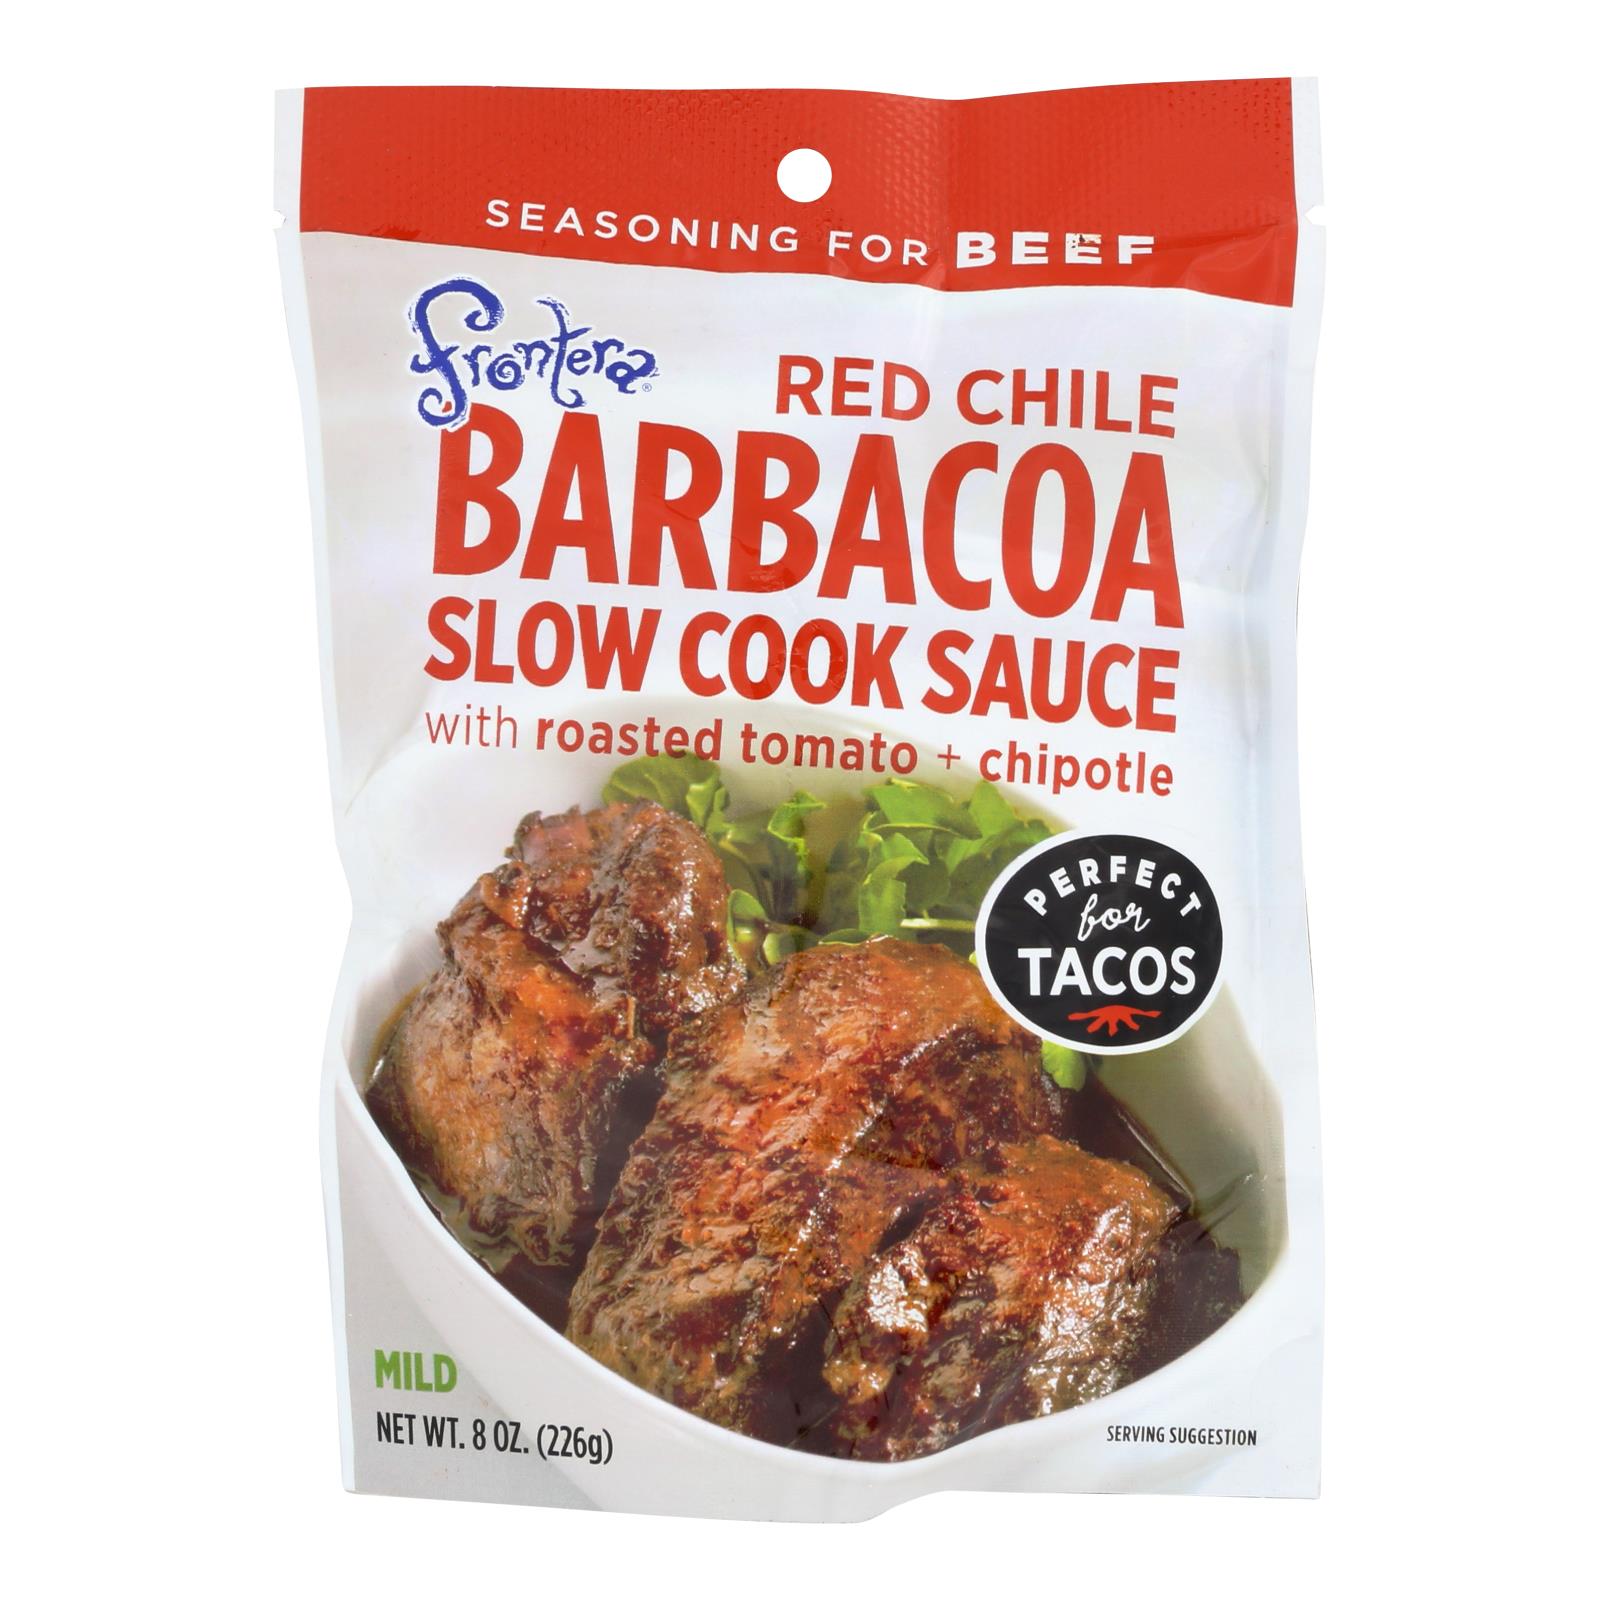 SEASONING FOR BEEF
frontera®
RED CHILE
BARBACOA
SLOW COOK SAUCE
with roasted tomato + chipotle
PERFECT
for
TACOS
MILD
NET WT. 8 OZ. (226g)
SERVING SUGGESTION